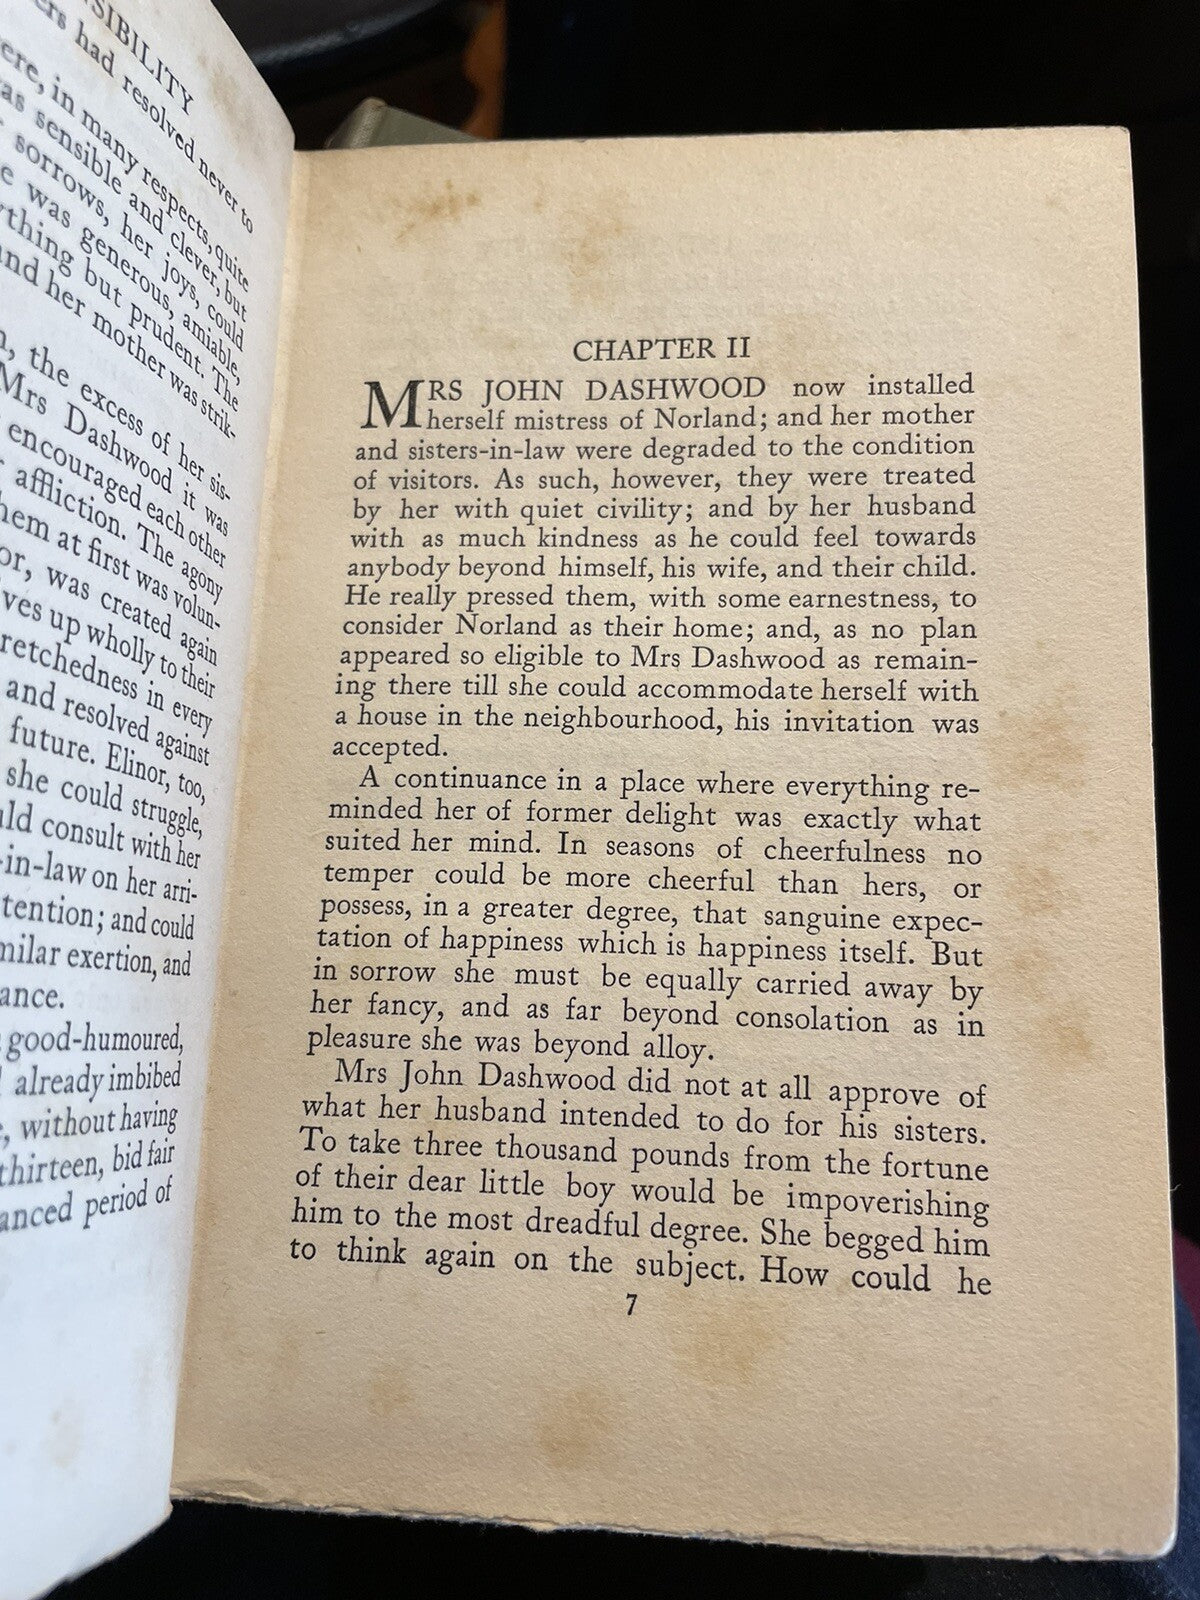 SIBILITY
had resolved never to
ere, in many respects, quite
as sensible and clever, but
sorrows, her joys, could
e was generous, amiable,
ything but prudent. The
and her mother was strik-
, the excess of her sis-
Mrs Dashwood it was
encouraged each other
affliction. The agony
hem at first was volun-
or, was created again
ves up wholly to their
retchedness in every
and resolved against
future. Elinor, too,
she could struggle,
uld consult with her
-in-law on her arri-
tention; and could
milar exertion, and
ance.
good-humoured,
already imbibed
, without having
thirteen, bid fair
anced period of
CHAPTER II
MRS JOHN DASHWOOD now installed
herself mistress of Norland; and her mother
and sisters-in-law were degraded to the condition
of visitors. As such, however, they were treated
by her with quiet civility; and by her husband
with as much kindness as he could feel towards
anybody beyond himself, his wife, and their child.
He really pressed them, with some earnestness, to
consider Norland as their home; and, as no plan
appeared so eligible to Mrs Dashwood as remain-
ing there till she could accommodate herself with
a house in the neighbourhood, his invitation was
accepted.
A continuance in a place where everything re-
minded her of former delight was exactly what
suited her mind. In seasons of cheerfulness no
temper could be more cheerful than hers, or
possess, in a greater degree, that sanguine expec-
tation of happiness which is happiness itself. But
in sorrow she must be equally carried away by
her fancy, and as far beyond consolation as in
pleasure she was beyond alloy.
Mrs John Dashwood did not at all approve of
what her husband intended to do for his sisters.
To take three thousand pounds from the fortune
of their dear little boy would be impoverishing
him to the most dreadful degree. She begged him
to think again on the subject. How could he
7